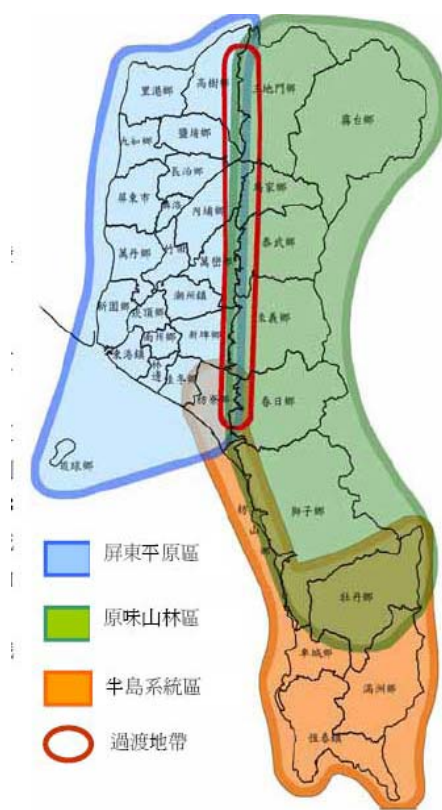 高樹鄉
三地門鄉
里港鄉
霧台鄉
鹽埔鄉
九如鄉
長治鄉
瑪家鄉
屏東市
麟洛
內埔鄉
泰武鄉
竹田
萬丹鄉
萬巒鄉
潮州鎮
新園鄉
崁頂鄉
來義鄉
南州鄉
新埤鄉
東港鎮
林邊
佳冬鄉
枋寮鄉
春日鄉
琉球鄉
獅子鄉
枋山鄉
屏東平原區
牡丹鄉
原味山林區
車城鄉
滿洲鄉
半島系統區
恆春鎮
過渡地帶